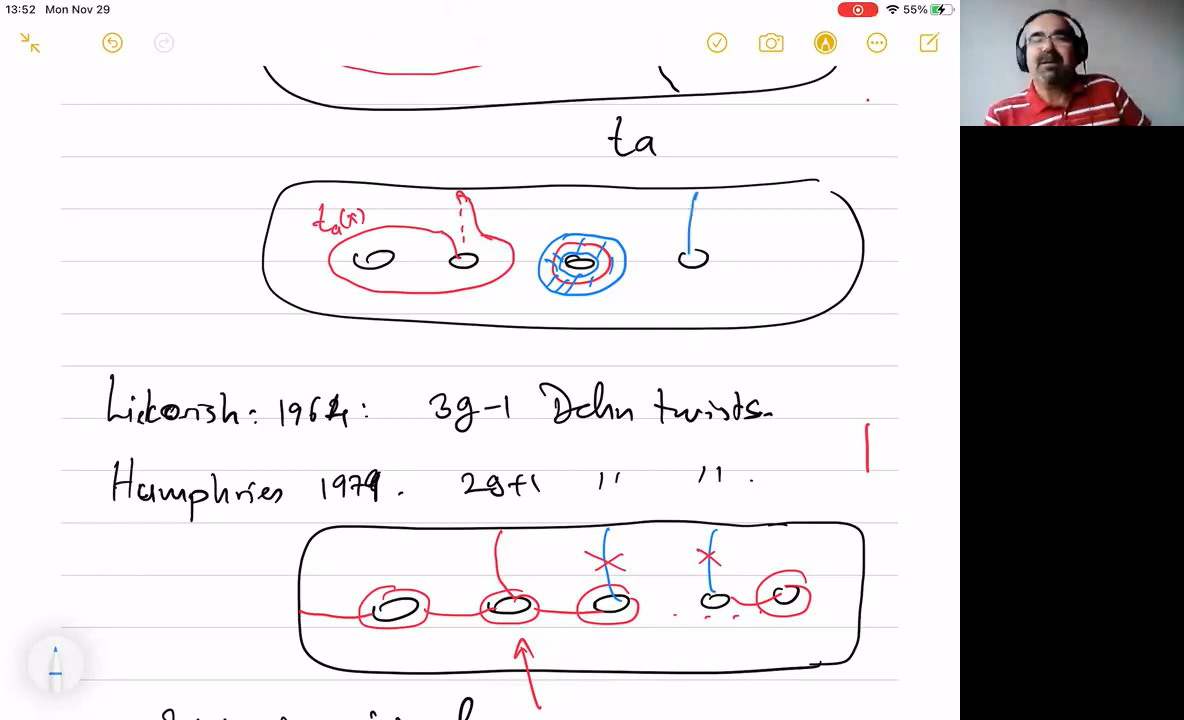 13:52 Mon Nov 29
55%
ta
ta(x)
Lickorish: 1964: 3g-1 Dehn twists.
Humphries 1979. 2g+1 " " .